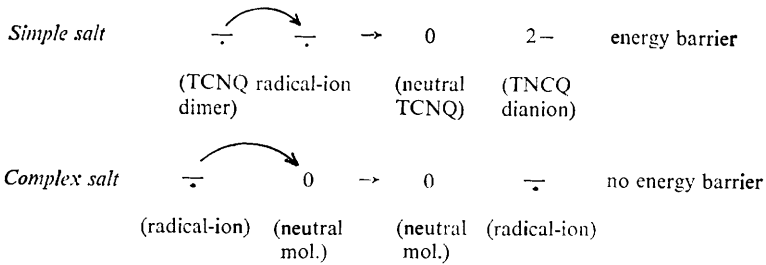 Simple salt ∸ ∸ → 0 2− energy barrier
(TCNQ radical-ion (neutral (TNCQ
dimer) TCNQ) dianion)
Complex salt ∸ 0 → 0 ∸ no energy barrier
(radical-ion) (neutral (neutral (radical-ion)
mol.) mol.)